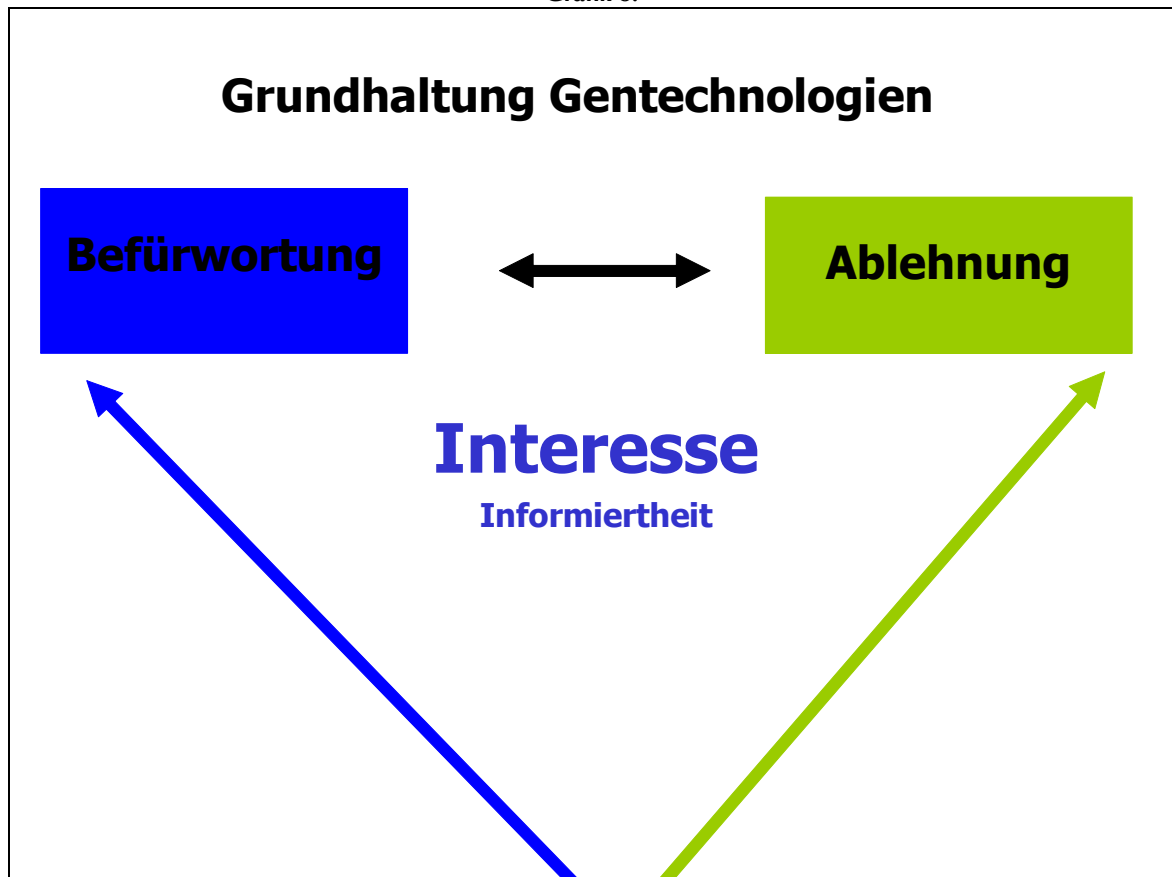 Grundhaltung Gentechnologien
Befürwortung
Ablehnung
Interesse
Informiertheit